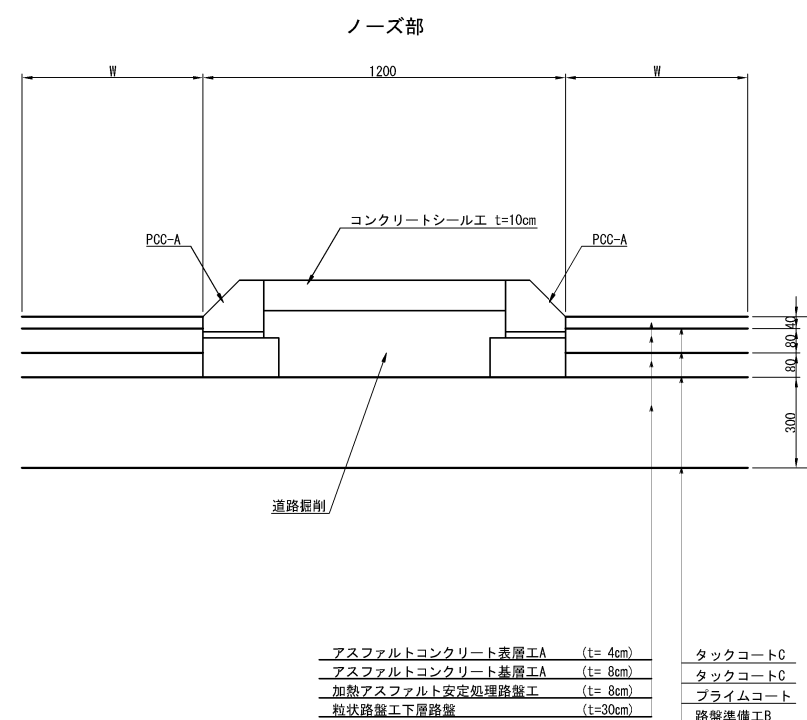 ノーズ部
W
1200
W
コンクリートシール工 t=10cm
PCC-A
PCC-A
40
80
80
300
道路掘削
アスファルトコンクリート表層工A (t= 4cm)
アスファルトコンクリート基層工A (t= 8cm)
加熱アスファルト安定処理路盤工 (t= 8cm)
粒状路盤工下層路盤 (t=30cm)
タックコートC
タックコートC
プライムコート
路盤準備工B